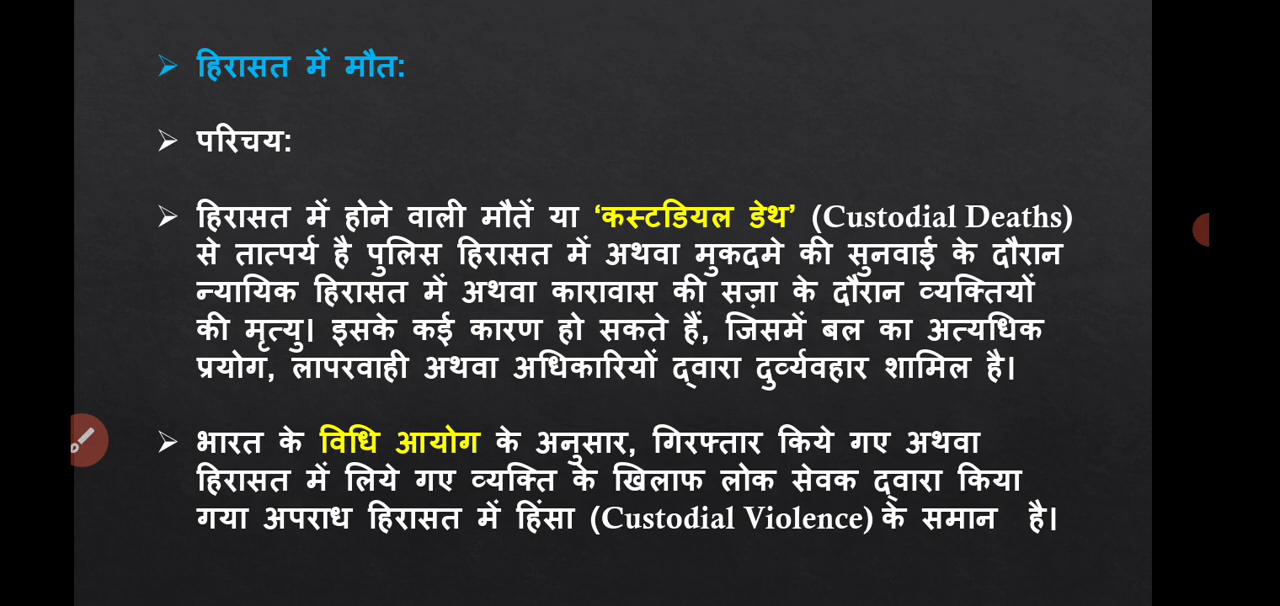 हिरासत में मौत:
परिचय:
हिरासत में होने वाली मौतें या ‘कस्टडियल डेथ’ (Custodial Deaths)
से तात्पर्य है पुलिस हिरासत में अथवा मुकदमे की सुनवाई के दौरान
न्यायिक हिरासत में अथवा कारावास की सज़ा के दौरान व्यक्तियों
की मृत्यु। इसके कई कारण हो सकते हैं, जिसमें बल का अत्यधिक
प्रयोग, लापरवाही अथवा अधिकारियों द्वारा दुर्व्यवहार शामिल है।
भारत के विधि आयोग के अनुसार, गिरफ्तार किये गए अथवा
हिरासत में लिये गए व्यक्ति के खिलाफ लोक सेवक द्वारा किया
गया अपराध हिरासत में हिंसा (Custodial Violence) के समान है।